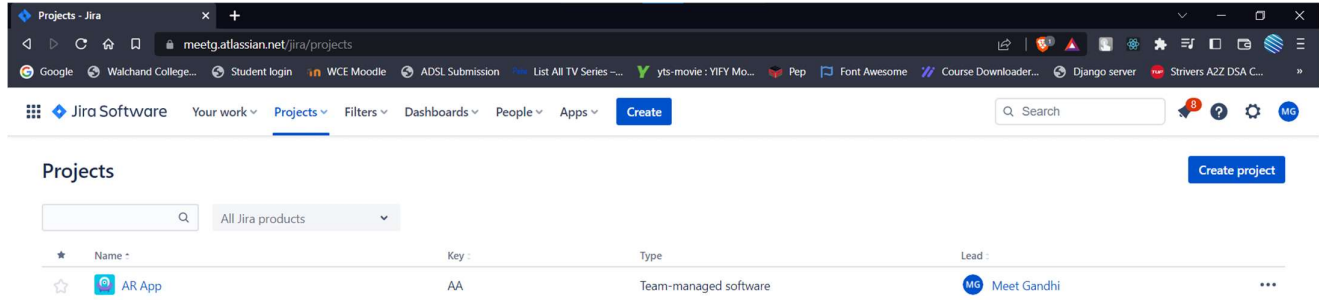 Projects - Jira
meetg.atlassian.net/jira/projects
Google Walchand College... Student login WCE Moodle ADSL Submission List All TV Series –... yts-movie : YIFY Mo... Pep Font Awesome Course Downloader... Django server Strivers A2Z DSA C... »
Jira Software Your work Projects Filters Dashboards People Apps Create Search 8 MG
Projects Create project
All Jira products
Name Key Type Lead
AR App AA Team-managed software MG Meet Gandhi